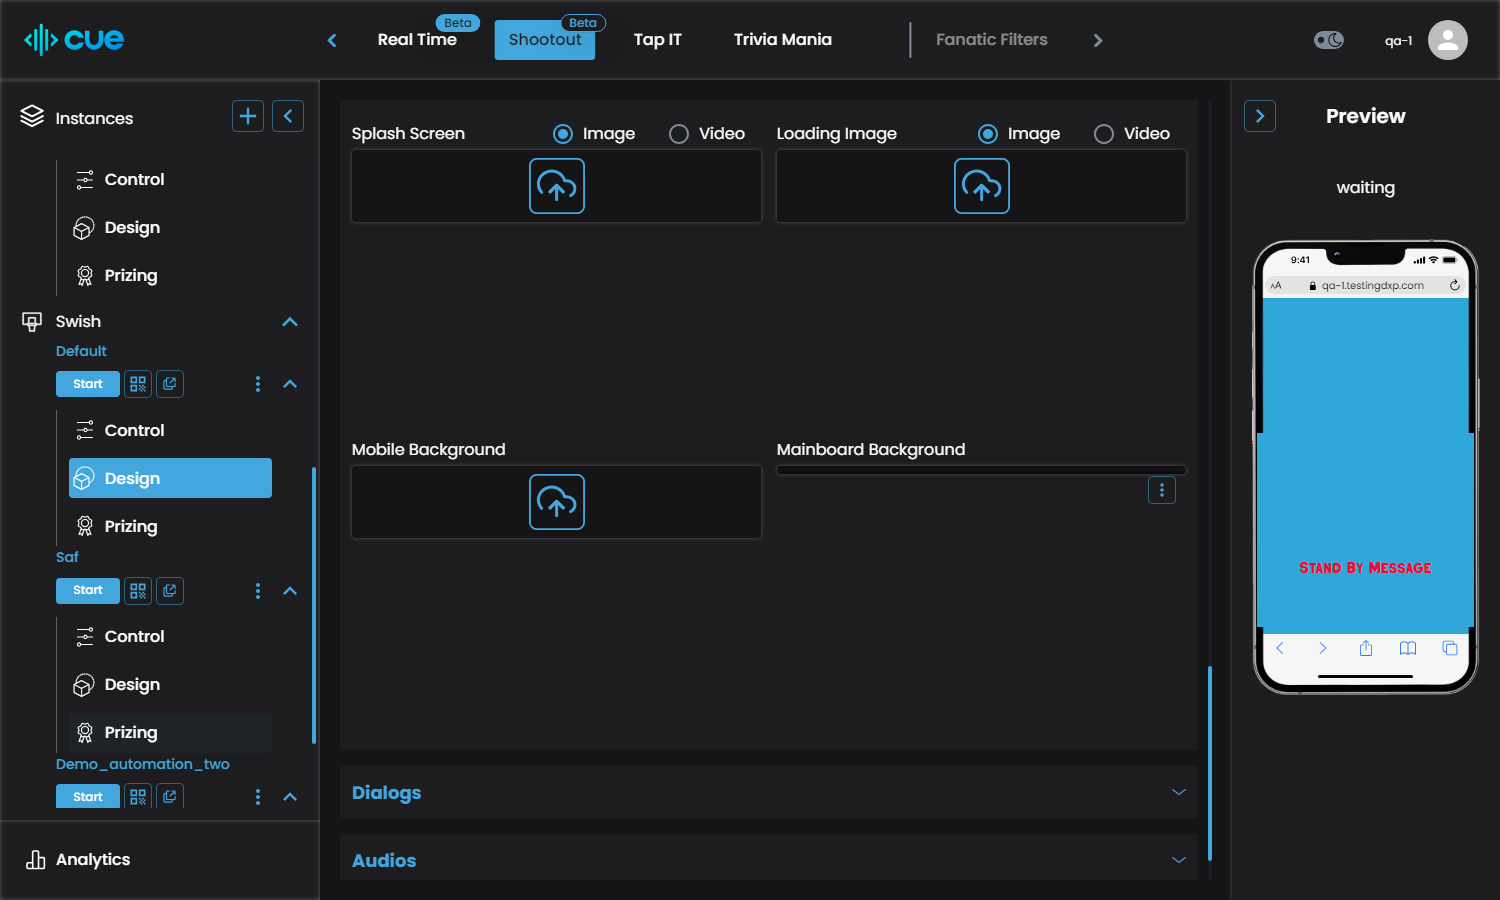 cue
Real Time
Beta
Shootout
Beta
Tap IT
Trivia Mania
Fanatic Filters
qa-1
Instances
Control
Design
Prizing
Swish
Default
Start
Control
Design
Prizing
Saf
Start
Control
Design
Prizing
Demo_automation_two
Start
Analytics
Splash Screen
Image
Video
Loading Image
Image
Video
Mobile Background
Mainboard Background
Dialogs
Audios
Preview
waiting
9:41
AA
qa-1.testingdxp.com
Stand By Message